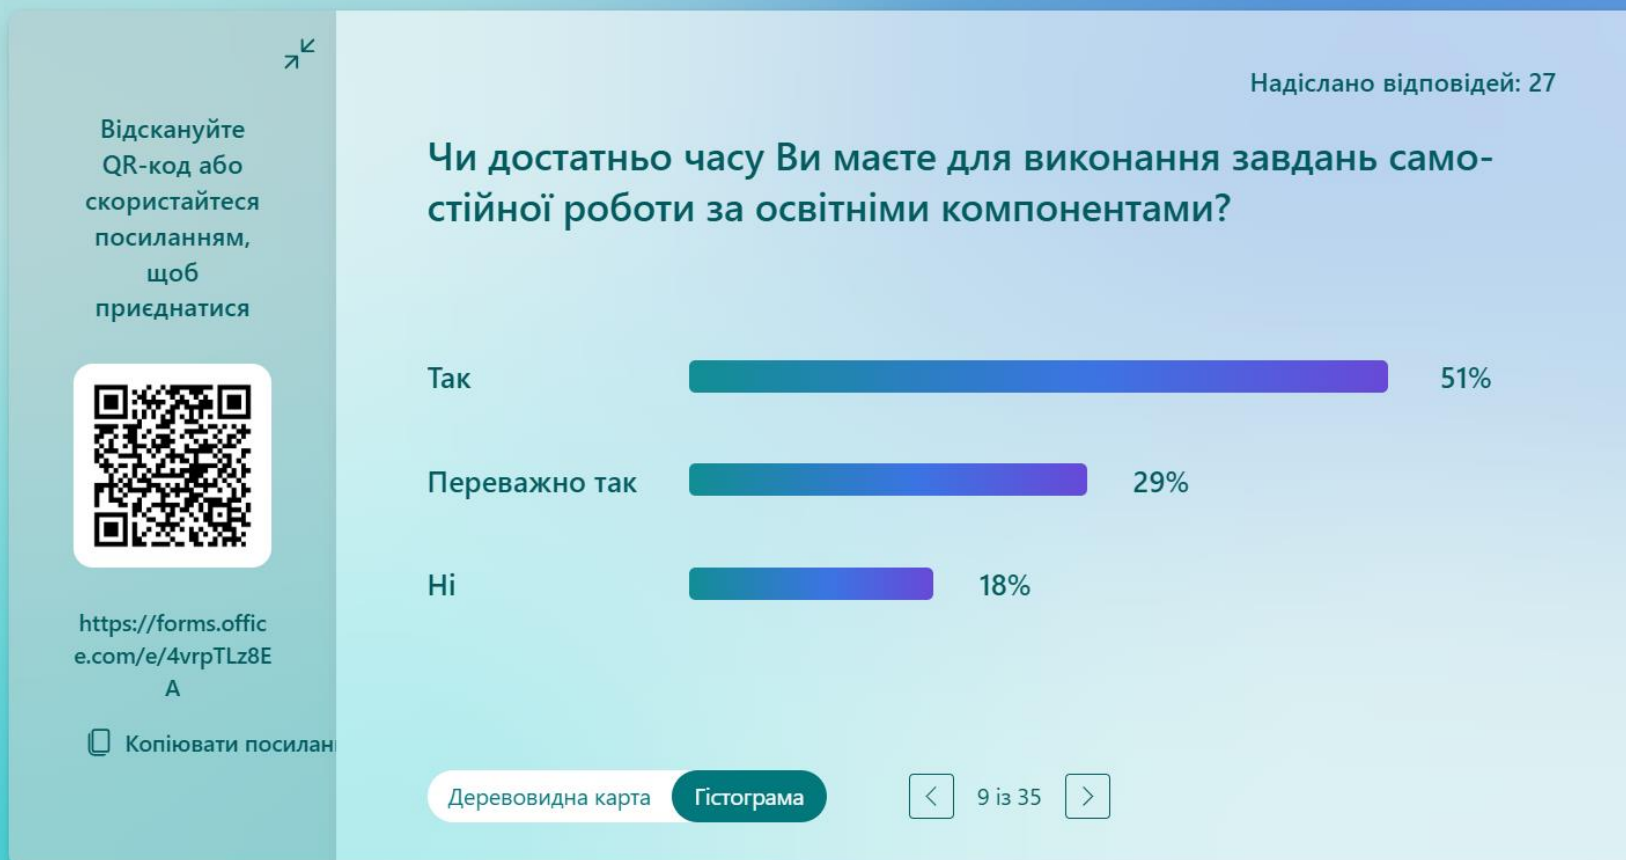 Відскануйте
QR-код або
скористайтеся
посиланням,
щоб
приєднатися
https://forms.offic
e.com/e/4vrpTLz8E
A
Копіювати посилан
Надіслано відповідей: 27
Чи достатньо часу Ви маєте для виконання завдань само-
стійної роботи за освітніми компонентами?
Так 51%
Переважно так 29%
Ні 18%
Деревовидна карта Гістограма 9 із 35